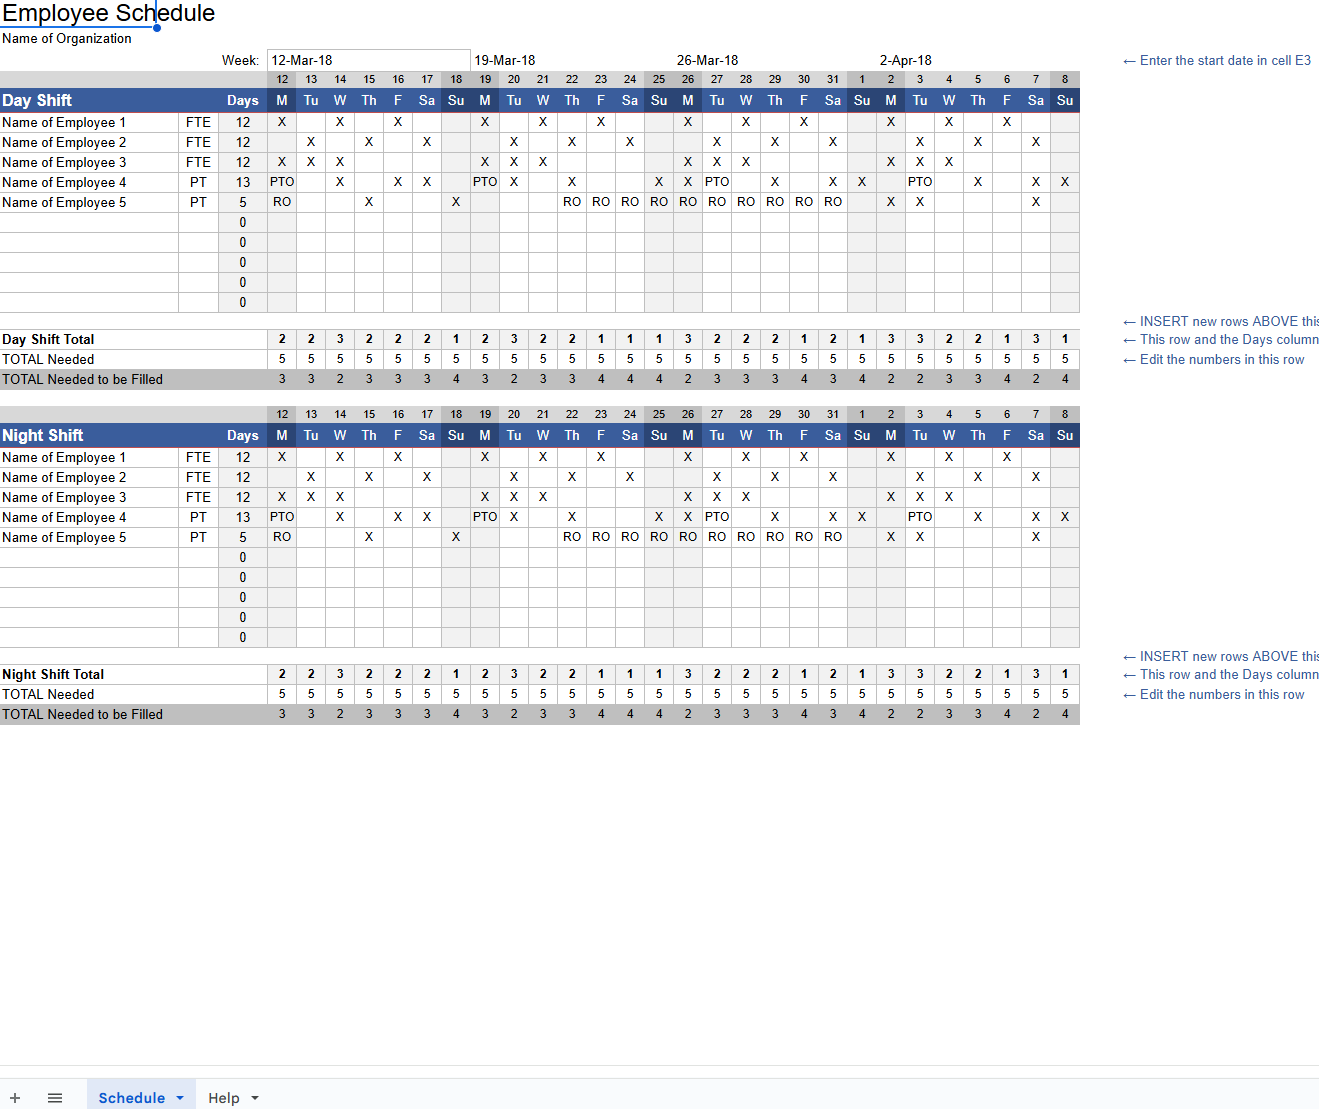 Employee Schedule
Name of Organization
Week: 12-Mar-18 19-Mar-18 26-Mar-18 2-Apr-18 ← Enter the start date in cell E3
12 13 14 15 16 17 18 19 20 21 22 23 24 25 26 27 28 29 30 31 1 2 3 4 5 6 7 8
Day Shift Days M Tu W Th F Sa Su M Tu W Th F Sa Su M Tu W Th F Sa Su M Tu W Th F Sa Su
Name of Employee 1 FTE 12 X X X X X X X X X X X X
Name of Employee 2 FTE 12 X X X X X X X X X X X X
Name of Employee 3 FTE 12 X X X X X X X X X X X X
Name of Employee 4 PT 13 PTO X X X PTO X X X X PTO X X X PTO X X X
Name of Employee 5 PT 5 RO X X RO RO RO RO RO RO RO RO RO RO X X X
0
0
0
0
0
← INSERT new rows ABOVE this
Day Shift Total 2 2 3 2 2 2 1 2 3 2 2 1 1 1 3 2 2 2 1 2 1 3 3 2 2 1 3 1 ← This row and the Days column
TOTAL Needed 5 5 5 5 5 5 5 5 5 5 5 5 5 5 5 5 5 5 5 5 5 5 5 5 5 5 5 5 ← Edit the numbers in this row
TOTAL Needed to be Filled 3 3 2 3 3 3 4 3 2 3 3 4 4 4 2 3 3 3 4 3 4 2 2 3 3 4 2 4
12 13 14 15 16 17 18 19 20 21 22 23 24 25 26 27 28 29 30 31 1 2 3 4 5 6 7 8
Night Shift Days M Tu W Th F Sa Su M Tu W Th F Sa Su M Tu W Th F Sa Su M Tu W Th F Sa Su
Name of Employee 1 FTE 12 X X X X X X X X X X X X
Name of Employee 2 FTE 12 X X X X X X X X X X X X
Name of Employee 3 FTE 12 X X X X X X X X X X X X
Name of Employee 4 PT 13 PTO X X X PTO X X X X PTO X X X PTO X X X
Name of Employee 5 PT 5 RO X X RO RO RO RO RO RO RO RO RO RO X X X
0
0
0
0
0
← INSERT new rows ABOVE this
Night Shift Total 2 2 3 2 2 2 1 2 3 2 2 1 1 1 3 2 2 2 1 2 1 3 3 2 2 1 3 1 ← This row and the Days column
TOTAL Needed 5 5 5 5 5 5 5 5 5 5 5 5 5 5 5 5 5 5 5 5 5 5 5 5 5 5 5 5 ← Edit the numbers in this row
TOTAL Needed to be Filled 3 3 2 3 3 3 4 3 2 3 3 4 4 4 2 3 3 3 4 3 4 2 2 3 3 4 2 4
Schedule Help